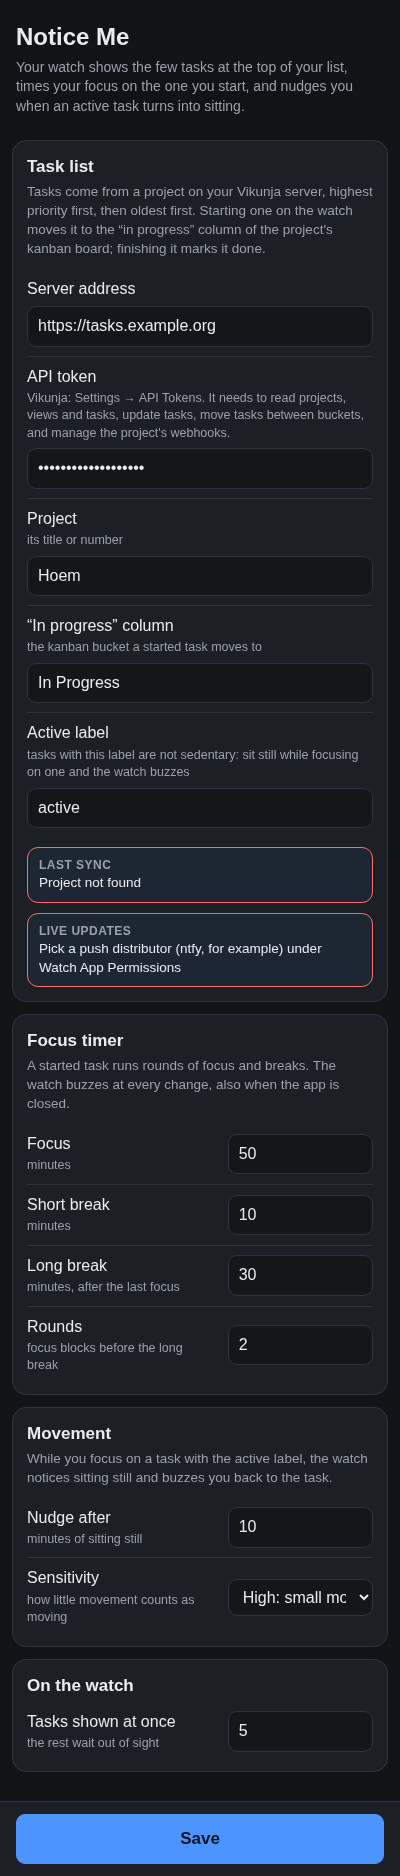 Notice Me
Your watch shows the few tasks at the top of your list,
times your focus on the one you start, and nudges you
when an active task turns into sitting.
Task list
Tasks come from a project on your Vikunja server, highest
priority first, then oldest first. Starting one on the watch
moves it to the “in progress” column of the project's
kanban board; finishing it marks it done.
Server address
https://tasks.example.org
API token
Vikunja: Settings → API Tokens. It needs to read projects,
views and tasks, update tasks, move tasks between buckets,
and manage the project's webhooks.
•••••••••••••••••••
Project
its title or number
Hoem
“In progress” column
the kanban bucket a started task moves to
In Progress
Active label
tasks with this label are not sedentary: sit still while focusing
on one and the watch buzzes
active
LAST SYNC
Project not found
LIVE UPDATES
Pick a push distributor (ntfy, for example) under
Watch App Permissions
Focus timer
A started task runs rounds of focus and breaks. The
watch buzzes at every change, also when the app is
closed.
Focus
minutes
50
Short break
minutes
10
Long break
minutes, after the last focus
30
Rounds
focus blocks before the long
break
2
Movement
While you focus on a task with the active label, the watch
notices sitting still and buzzes you back to the task.
Nudge after
minutes of sitting still
10
Sensitivity
how little movement counts as
moving
High: small mo
On the watch
Tasks shown at once
the rest wait out of sight
5
Save